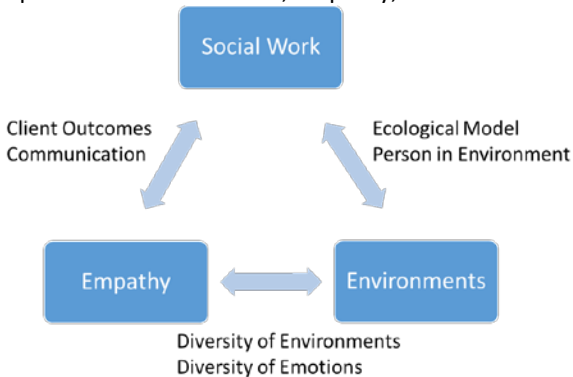 Social Work
Client Outcomes
Communication
Ecological Model
Person in Environment
Empathy
Environments
Diversity of Environments
Diversity of Emotions